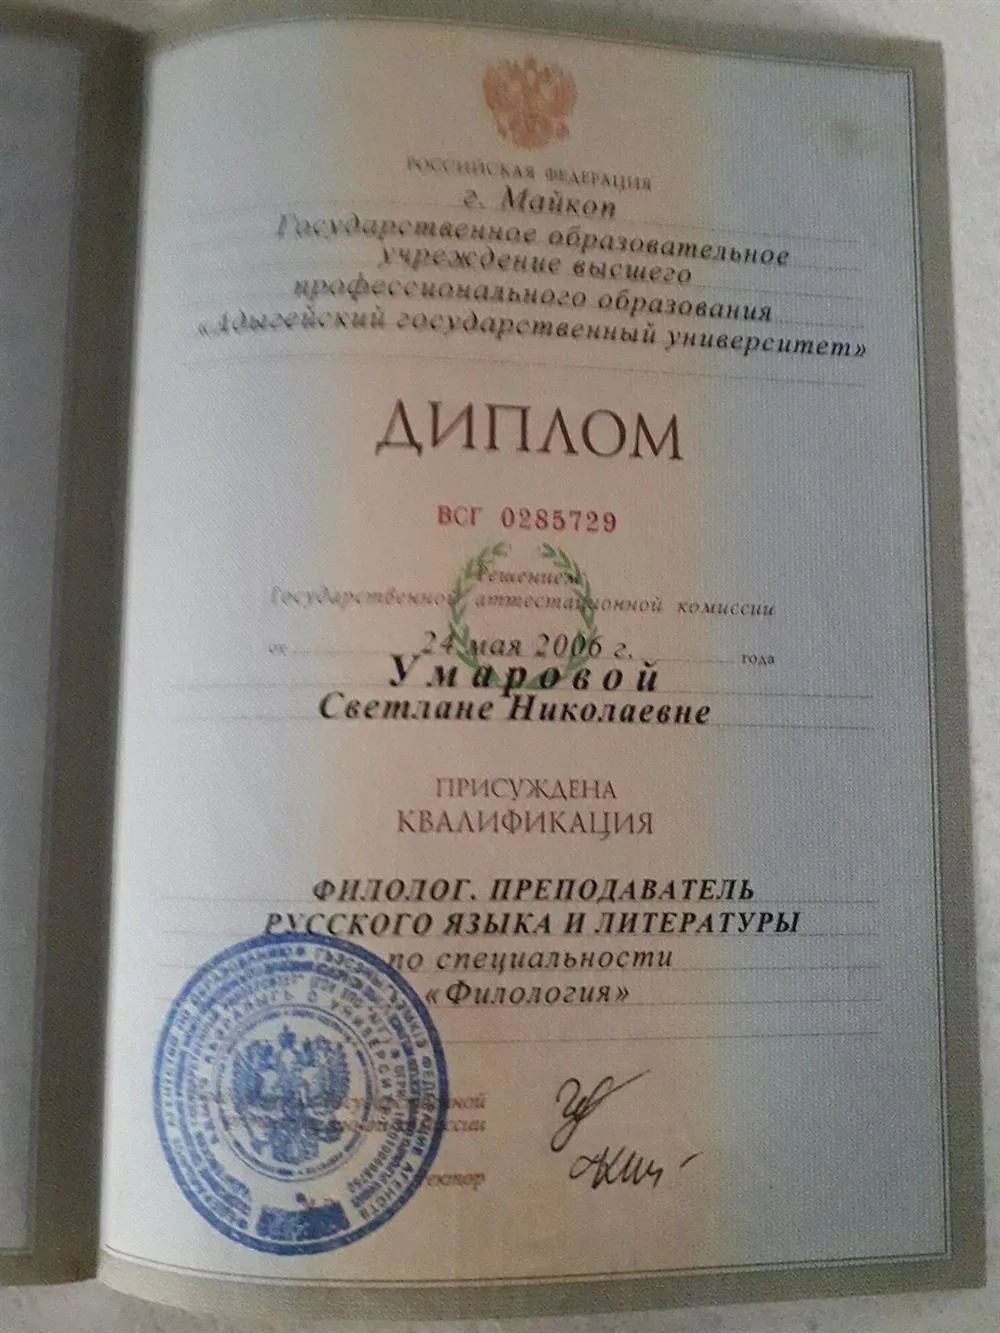 РОССИЙСКАЯ ФЕДЕРАЦИЯ
г. Майкоп
Государственное образовательное
учреждение высшего
профессионального образования
«Адыгейский государственный университет»
ДИПЛОМ
ВСГ 0285729
Решением
Государственной аттестационной комиссии
от 24 мая 2006 г. года
Умаровой
Светлане Николаевне
ПРИСУЖДЕНА
КВАЛИФИКАЦИЯ
ФИЛОЛОГ. ПРЕПОДАВАТЕЛЬ
РУССКОГО ЯЗЫКА И ЛИТЕРАТУРЫ
по специальности
«Филология»